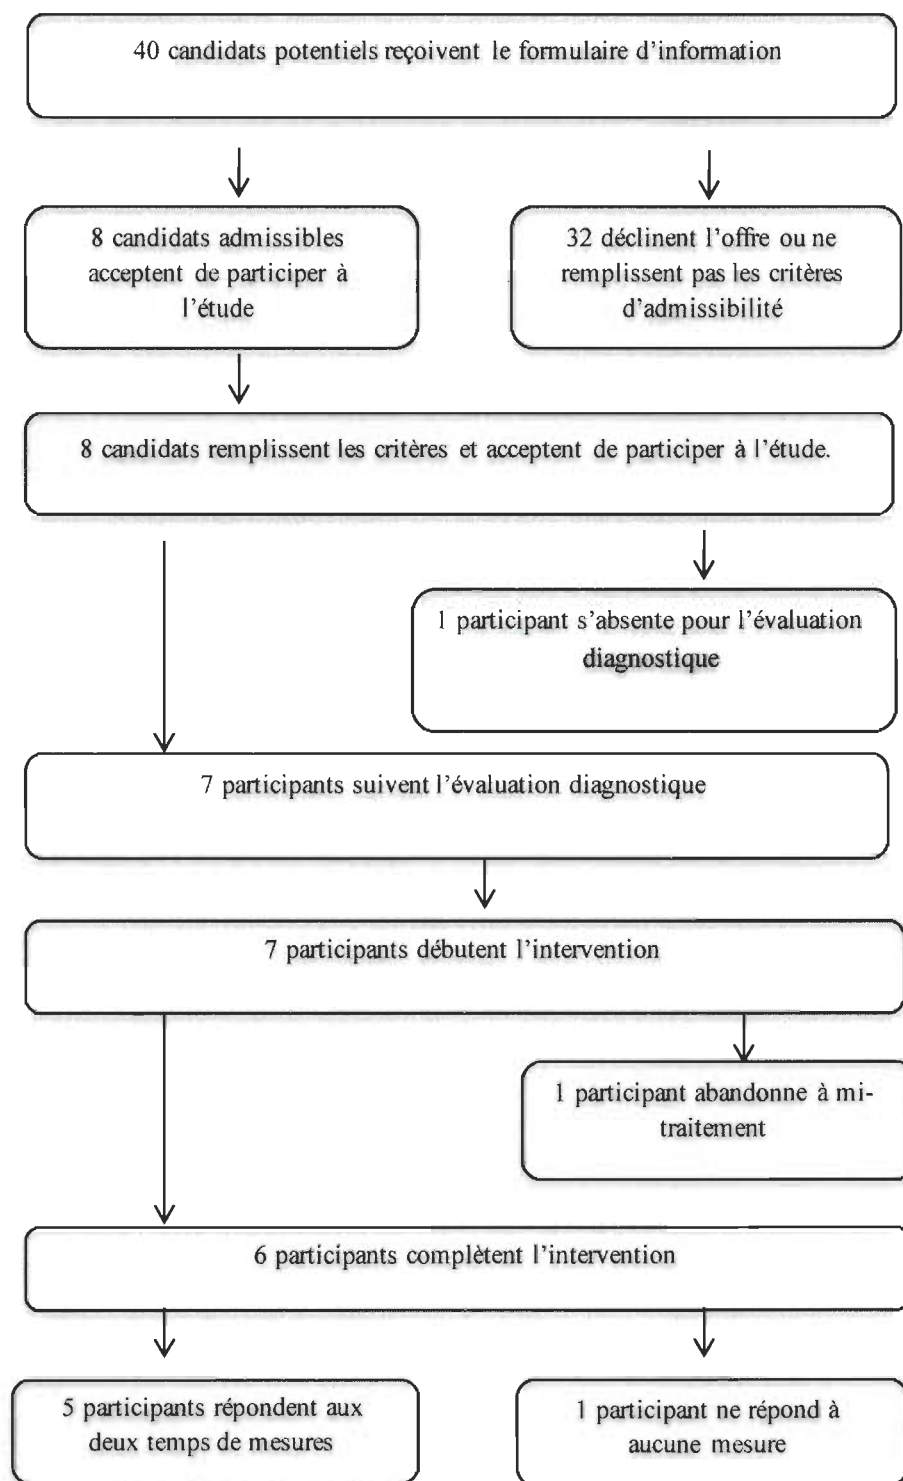 40 candidats potentiels reçoivent le formulaire d'information
8 candidats admissibles
acceptent de participer à
l'étude
32 déclinent l'offre ou ne
remplissent pas les critères
d'admissibilité
8 candidats remplissent les critères et acceptent de participer à l'étude.
1 participant s'absente pour l'évaluation
diagnostique
7 participants suivent l'évaluation diagnostique
7 participants débutent l'intervention
1 participant abandonne à mi-
traitement
6 participants complètent l'intervention
5 participants répondent aux
deux temps de mesures
1 participant ne répond à
aucune mesure